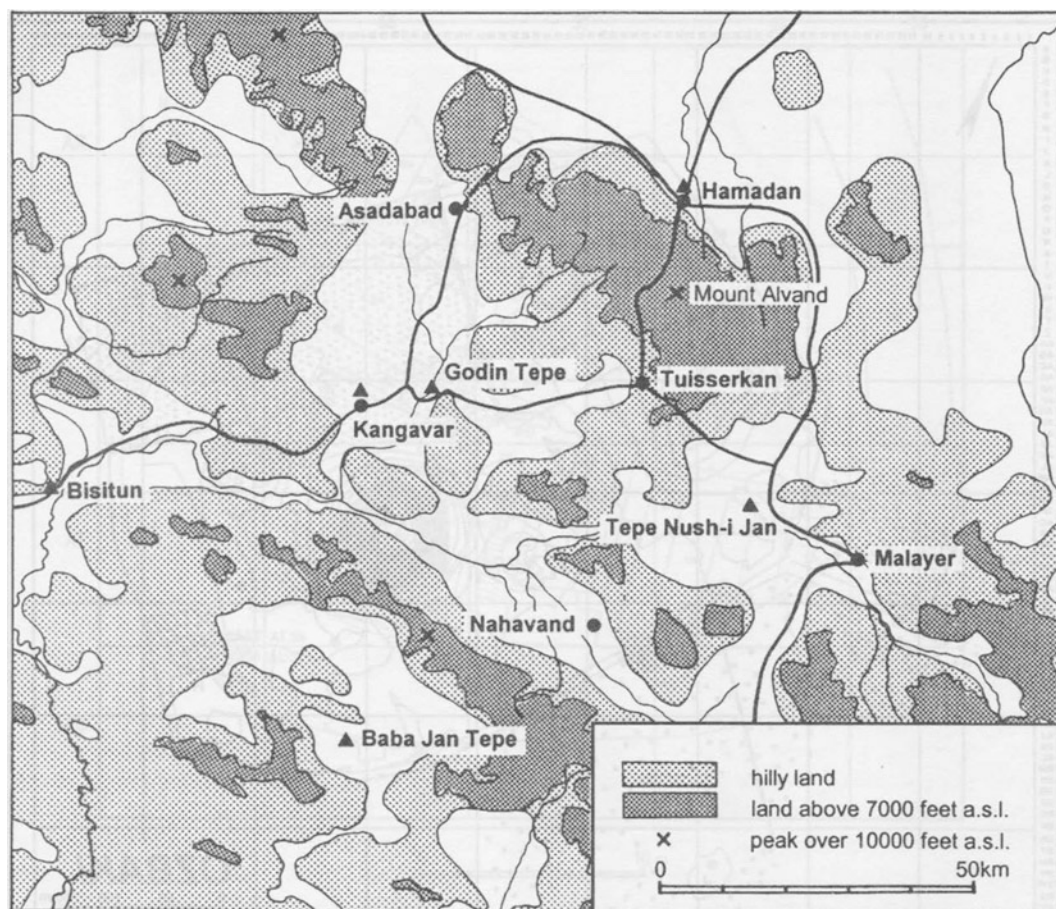 Hamadan
Asadabad
Mount Alvand
Godin Tepe
Tuisserkan
Kangavar
Bisitun
Tepe Nush-i Jan
Malayer
Nahavand
Baba Jan Tepe
hilly land
land above 7000 feet a.s.l.
peak over 10000 feet a.s.l.
0 50km